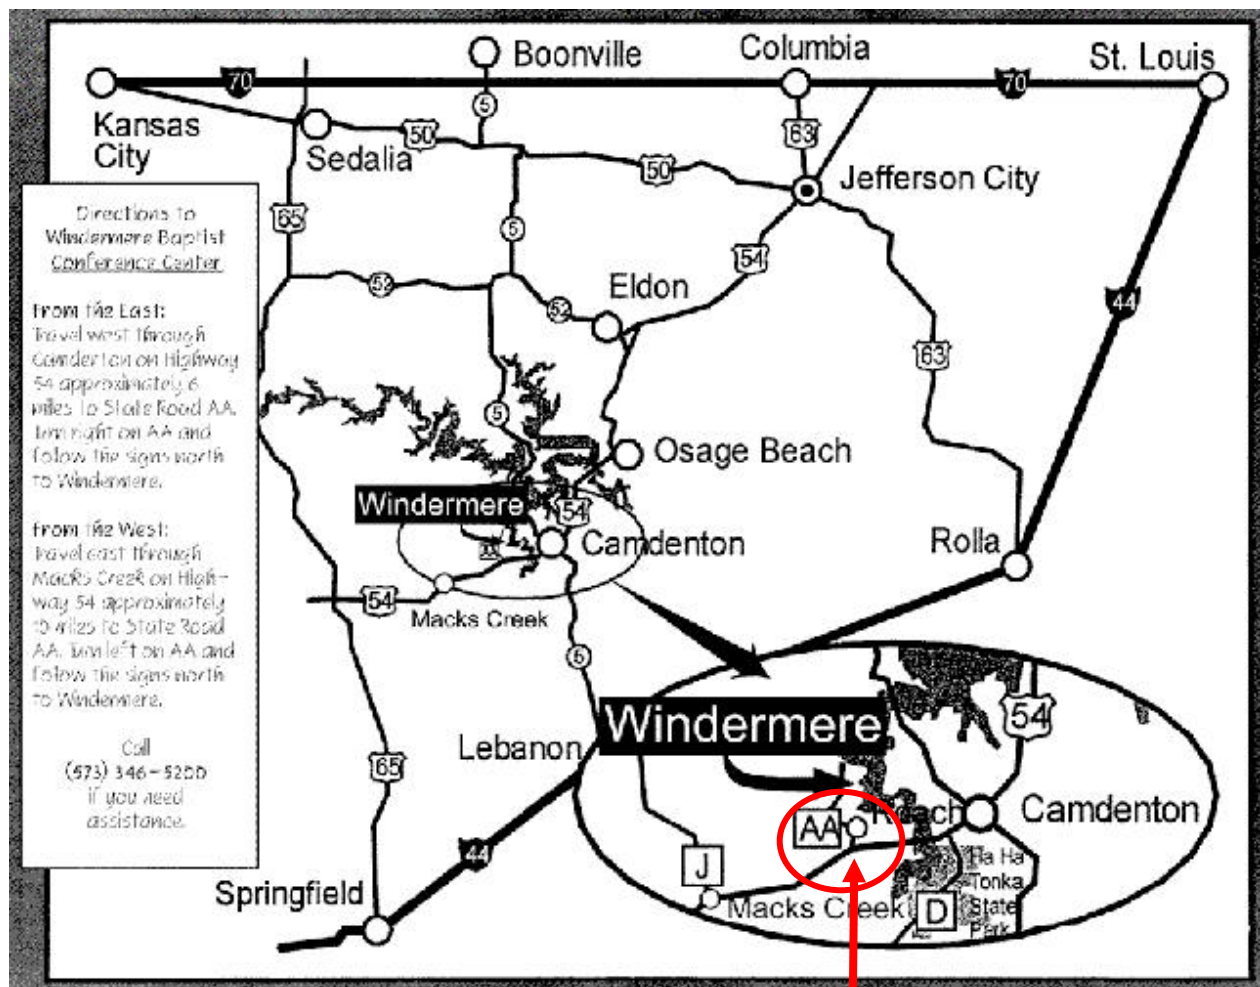 Boonville
Columbia
St. Louis
70
70
Kansas
City
5
63
50
Sedalia
50
Jefferson City
65
5
54
52
Eldon
52
44
63
5
Osage Beach
Windermere
54
Camdenton
Rolla
AA
54
Macks Creek
5
Lebanon
65
44
Springfield
Directions to
Windermere Baptist
Conference Center
From the East:
Travel west through
Camdenton on Highway
54 approximately 6
miles to State Road AA.
Turn right on AA and
follow the signs north
to Windermere.
From the West:
Travel east through
Macks Creek on High-
way 54 approximately
10 miles to State Road
AA. Turn left on AA and
follow the signs north
to Windermere.
Call
(573) 346-5200
if you need
assistance.
Windermere
54
Camdenton
AA
Roach
J
Macks Creek
D
Ha Ha
Tonka
State
Park